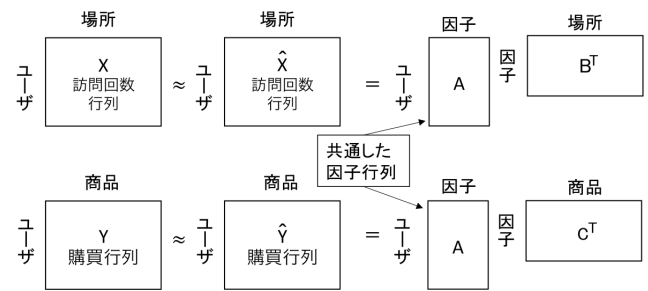 場所
ユーザ
X
訪問回数
行列
≈
場所
ユーザ
X̂
訪問回数
行列
=
因子
ユーザ
A
場所
因子
Bᵀ
共通した
因子行列
商品
ユーザ
Y
購買行列
≈
商品
ユーザ
Ŷ
購買行列
=
因子
ユーザ
A
商品
因子
Cᵀ